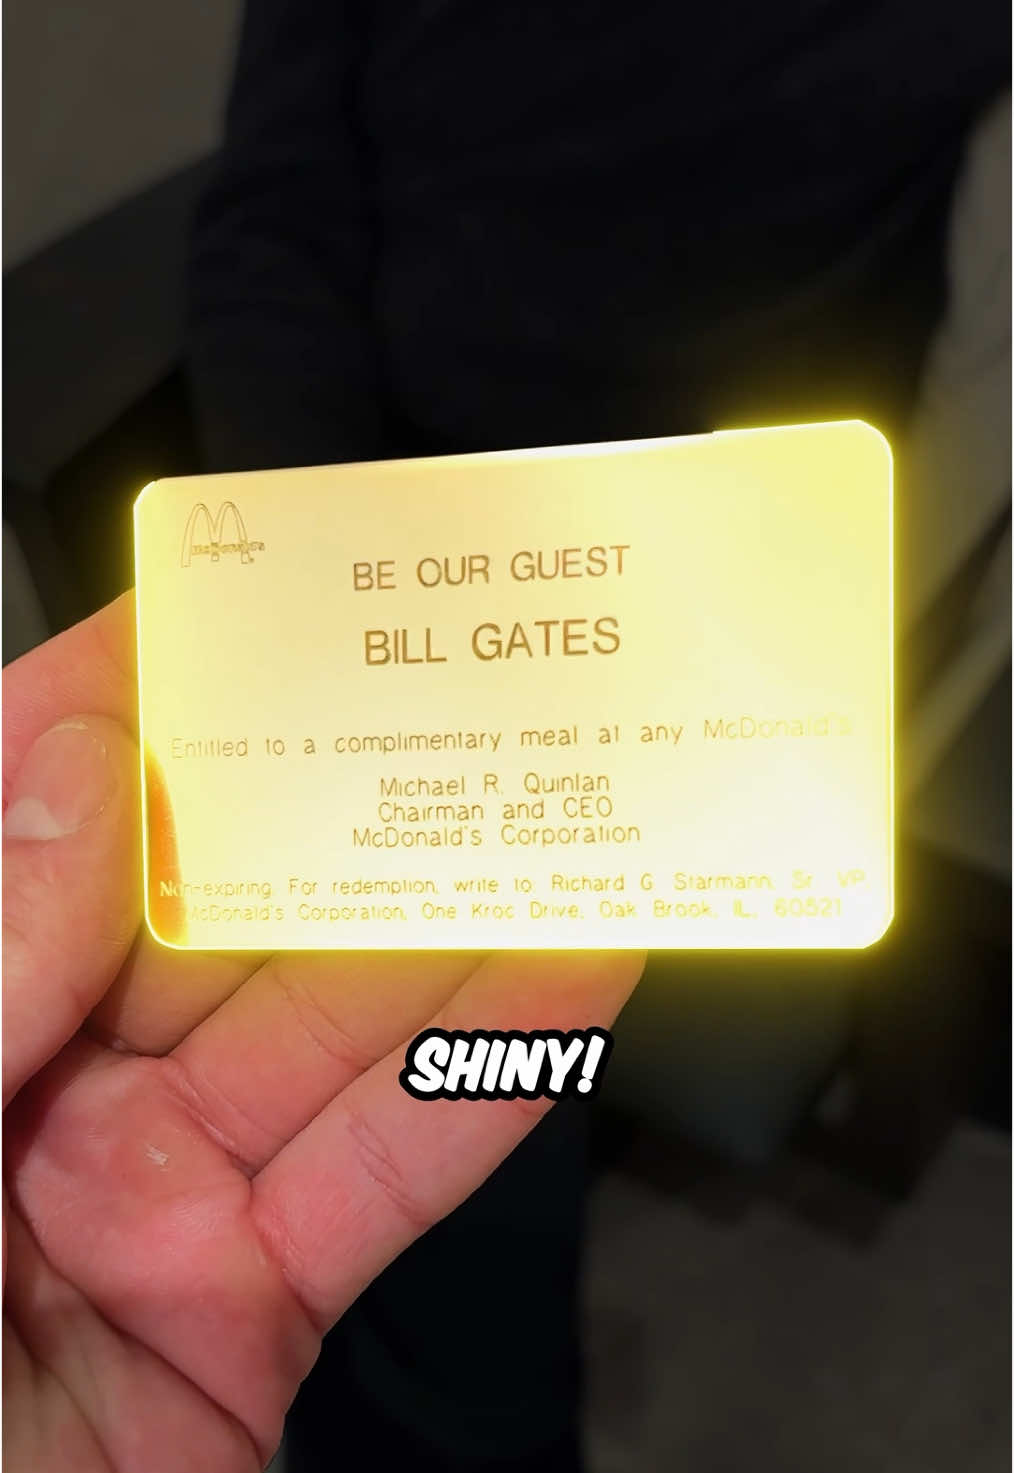 McDonald's
BE OUR GUEST
BILL GATES
Entitled to a complimentary meal at any McDonald's
Michael R. Quinlan
Chairman and CEO
McDonald's Corporation
Non-expiring. For redemption, write to: Richard G. Starmann, Sr. VP
McDonald's Corporation, One Kroc Drive, Oak Brook, IL. 60521
SHINY!